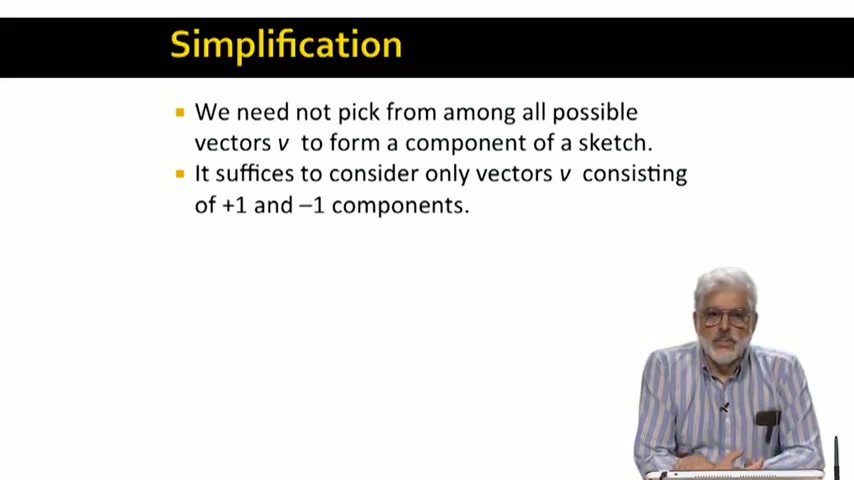 Simplification
▪ We need not pick from among all possible
vectors v to form a component of a sketch.
▪ It suffices to consider only vectors v consisting
of +1 and –1 components.